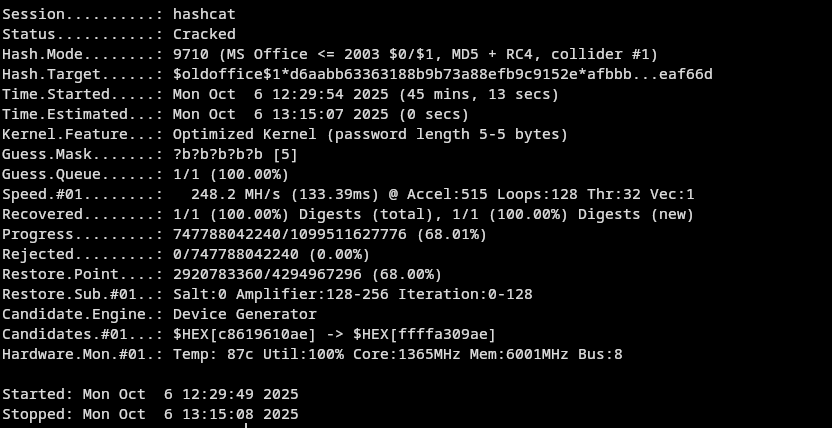 Session..........: hashcat
Status...........: Cracked
Hash.Mode........: 9710 (MS Office <= 2003 $0/$1, MD5 + RC4, collider #1)
Hash.Target......: $oldoffice$1*d6aabb63363188b9b73a88efb9c9152e*afbbb...eaf66d
Time.Started.....: Mon Oct  6 12:29:54 2025 (45 mins, 13 secs)
Time.Estimated...: Mon Oct  6 13:15:07 2025 (0 secs)
Kernel.Feature...: Optimized Kernel (password length 5-5 bytes)
Guess.Mask.......: ?b?b?b?b?b [5]
Guess.Queue......: 1/1 (100.00%)
Speed.#01........:   248.2 MH/s (133.39ms) @ Accel:515 Loops:128 Thr:32 Vec:1
Recovered........: 1/1 (100.00%) Digests (total), 1/1 (100.00%) Digests (new)
Progress.........: 747788042240/1099511627776 (68.01%)
Rejected.........: 0/747788042240 (0.00%)
Restore.Point....: 2920783360/4294967296 (68.00%)
Restore.Sub.#01..: Salt:0 Amplifier:128-256 Iteration:0-128
Candidate.Engine.: Device Generator
Candidates.#01...: $HEX[c8619610ae] -> $HEX[ffffa309ae]
Hardware.Mon.#01.: Temp: 87c Util:100% Core:1365MHz Mem:6001MHz Bus:8

Started: Mon Oct  6 12:29:49 2025
Stopped: Mon Oct  6 13:15:08 2025